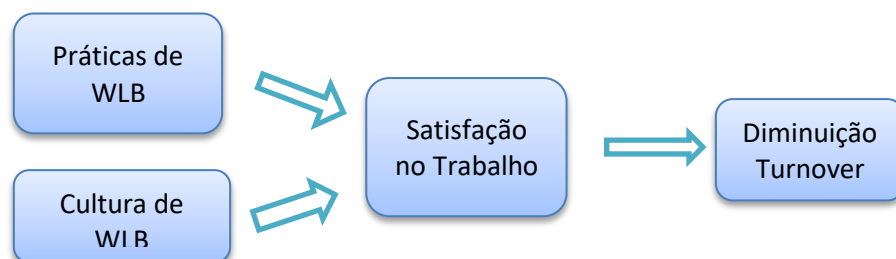 Práticas de
WLB
Cultura de
WLB
Satisfação
no Trabalho
Diminuição
Turnover